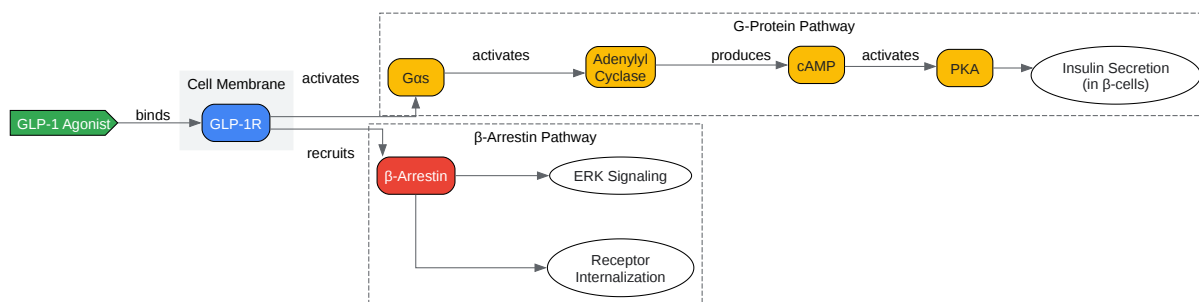 G-Protein Pathway
activates
Adenylyl
Cyclase
produces
cAMP
activates
PKA
Insulin Secretion
(in β-cells)
Gαs
activates
Cell Membrane
GLP-1 Agonist
binds
GLP-1R
recruits
β-Arrestin Pathway
β-Arrestin
ERK Signaling
Receptor
Internalization